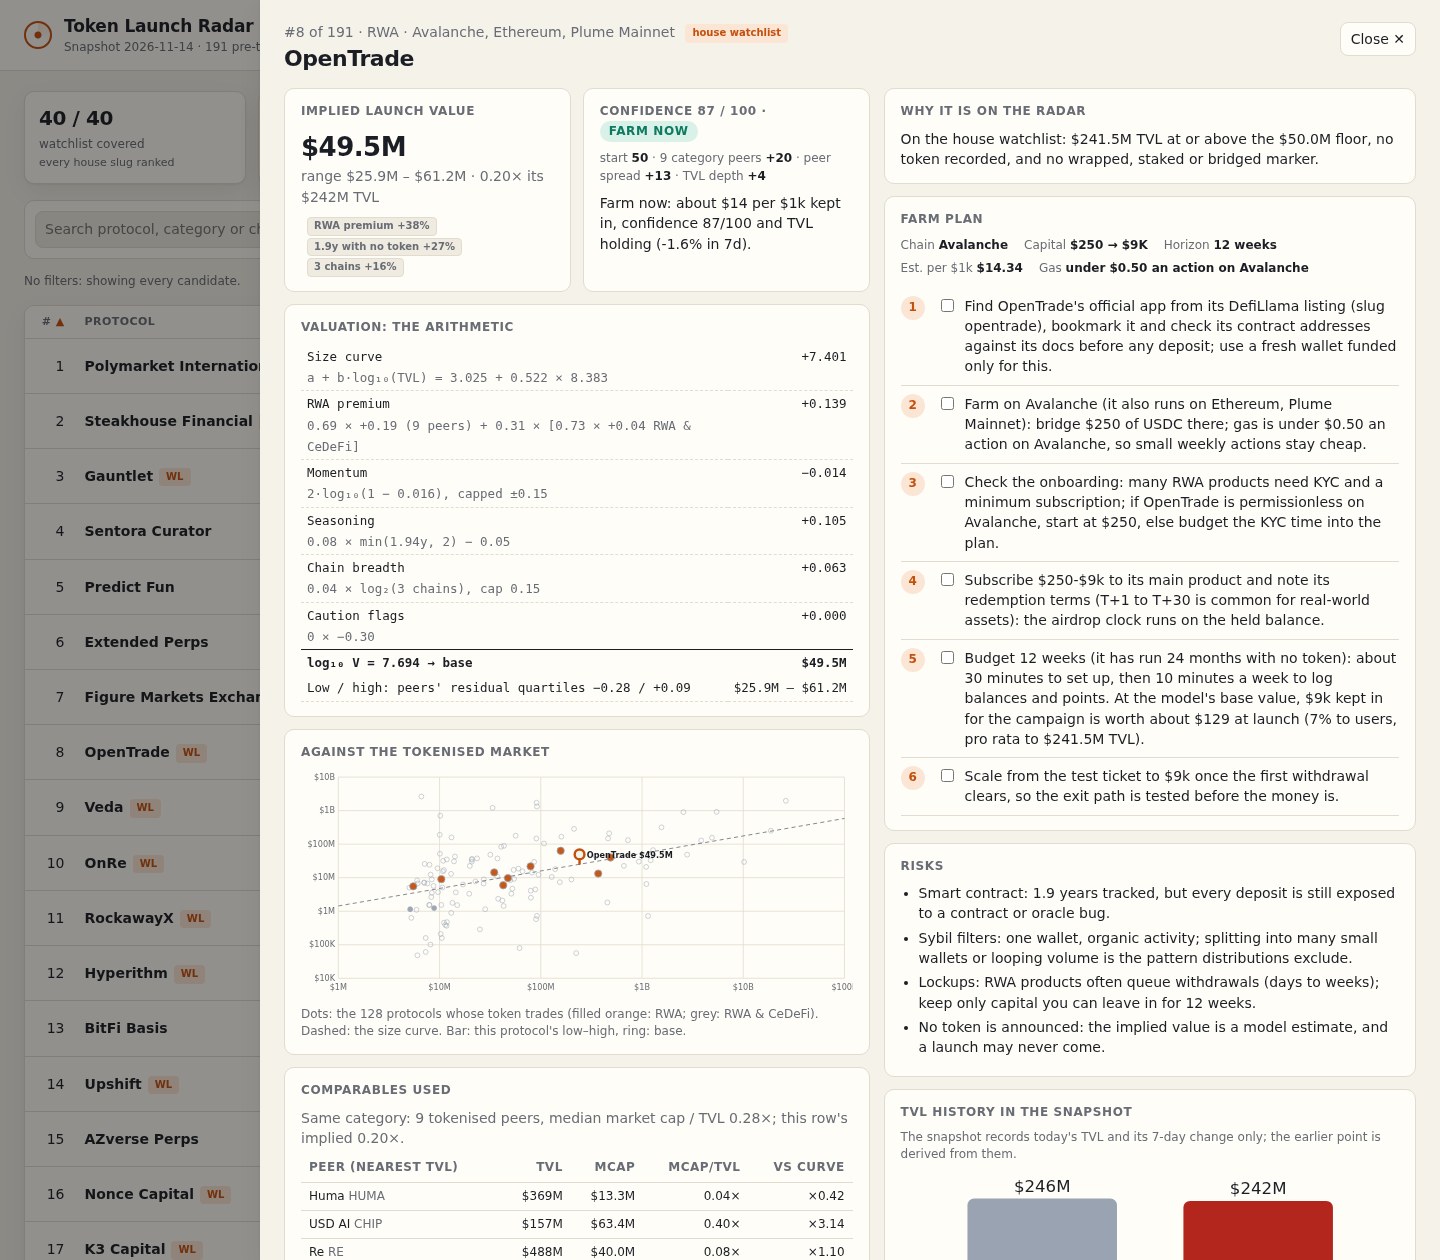 Token Launch Radar
Snapshot 2026-11-14 · 191 pre-t
40 / 40
watchlist covered
every house slug ranked
Search protocol, category or ch
No filters: showing every candidate.
# ▲ PROTOCOL
1 Polymarket Internation
2 Steakhouse Financial
3 Gauntlet WL
4 Sentora Curator
5 Predict Fun
6 Extended Perps
7 Figure Markets Exchan
8 OpenTrade WL
9 Veda WL
10 OnRe WL
11 RockawayX WL
12 Hyperithm WL
13 BitFi Basis
14 Upshift WL
15 AZverse Perps
16 Nonce Capital WL
17 K3 Capital WL
#8 of 191 · RWA · Avalanche, Ethereum, Plume Mainnet house watchlist
OpenTrade
Close ✕
IMPLIED LAUNCH VALUE
$49.5M
range $25.9M – $61.2M · 0.20× its
$242M TVL
RWA premium +38%
1.9y with no token +27%
3 chains +16%
CONFIDENCE 87 / 100 ·
FARM NOW
start 50 · 9 category peers +20 · peer
spread +13 · TVL depth +4
Farm now: about $14 per $1k kept
in, confidence 87/100 and TVL
holding (-1.6% in 7d).
VALUATION: THE ARITHMETIC
Size curve +7.401
a + b·log₁₀(TVL) = 3.025 + 0.522 × 8.383
RWA premium +0.139
0.69 × +0.19 (9 peers) + 0.31 × [0.73 × +0.04 RWA &
CeDeFi]
Momentum −0.014
2·log₁₀(1 − 0.016), capped ±0.15
Seasoning +0.105
0.08 × min(1.94y, 2) − 0.05
Chain breadth +0.063
0.04 × log₂(3 chains), cap 0.15
Caution flags +0.000
0 × −0.30
log₁₀ V = 7.694 → base $49.5M
Low / high: peers' residual quartiles −0.28 / +0.09 $25.9M – $61.2M
AGAINST THE TOKENISED MARKET
$10B
$1B
$100M
$10M
$1M
$100K
$10K
OpenTrade $49.5M
$1M $10M $100M $1B $10B $100
Dots: the 128 protocols whose token trades (filled orange: RWA; grey: RWA & CeDeFi).
Dashed: the size curve. Bar: this protocol's low–high, ring: base.
COMPARABLES USED
Same category: 9 tokenised peers, median market cap / TVL 0.28×; this row's
implied 0.20×.
PEER (NEAREST TVL) TVL MCAP MCAP/TVL VS CURVE
Huma HUMA $369M $13.3M 0.04× ×0.42
USD AI CHIP $157M $63.4M 0.40× ×3.14
Re RE $488M $40.0M 0.08× ×1.10
WHY IT IS ON THE RADAR
On the house watchlist: $241.5M TVL at or above the $50.0M floor, no
token recorded, and no wrapped, staked or bridged marker.
FARM PLAN
Chain Avalanche Capital $250 → $9K Horizon 12 weeks
Est. per $1k $14.34 Gas under $0.50 an action on Avalanche
1 Find OpenTrade's official app from its DefiLlama listing (slug
opentrade), bookmark it and check its contract addresses
against its docs before any deposit; use a fresh wallet funded
only for this.
2 Farm on Avalanche (it also runs on Ethereum, Plume
Mainnet): bridge $250 of USDC there; gas is under $0.50 an
action on Avalanche, so small weekly actions stay cheap.
3 Check the onboarding: many RWA products need KYC and a
minimum subscription; if OpenTrade is permissionless on
Avalanche, start at $250, else budget the KYC time into the
plan.
4 Subscribe $250-$9k to its main product and note its
redemption terms (T+1 to T+30 is common for real-world
assets): the airdrop clock runs on the held balance.
5 Budget 12 weeks (it has run 24 months with no token): about
30 minutes to set up, then 10 minutes a week to log
balances and points. At the model's base value, $9k kept in
for the campaign is worth about $129 at launch (7% to users,
pro rata to $241.5M TVL).
6 Scale from the test ticket to $9k once the first withdrawal
clears, so the exit path is tested before the money is.
RISKS
• Smart contract: 1.9 years tracked, but every deposit is still exposed
to a contract or oracle bug.
• Sybil filters: one wallet, organic activity; splitting into many small
wallets or looping volume is the pattern distributions exclude.
• Lockups: RWA products often queue withdrawals (days to weeks);
keep only capital you can leave in for 12 weeks.
• No token is announced: the implied value is a model estimate, and
a launch may never come.
TVL HISTORY IN THE SNAPSHOT
The snapshot records today's TVL and its 7-day change only; the earlier point is
derived from them.
$246M $242M